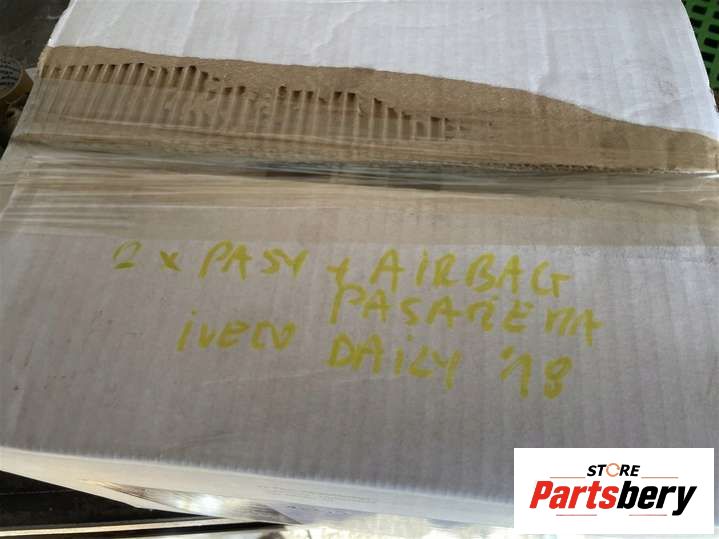 2 x PASY + AIRBAG
PASAŻERA
iveco DAILY '18
STORE
Partsbery